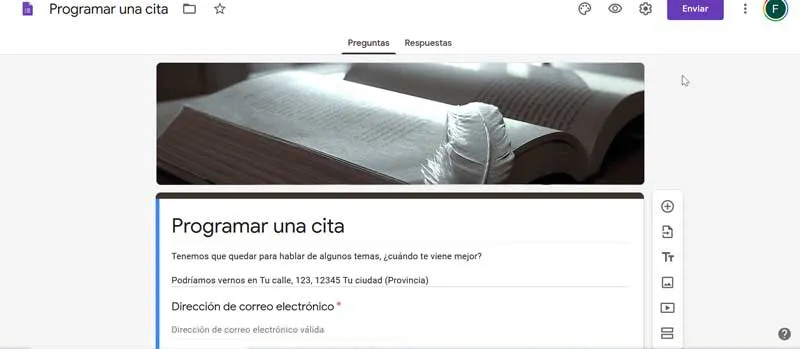 Programar una cita
Enviar
F
Preguntas Respuestas
Programar una cita
Tenemos que quedar para hablar de algunos temas, ¿cuándo te viene mejor?
Podríamos vernos en Tu calle, 123, 12345 Tu ciudad (Provincia)
Dirección de correo electrónico *
Dirección de correo electrónico válida